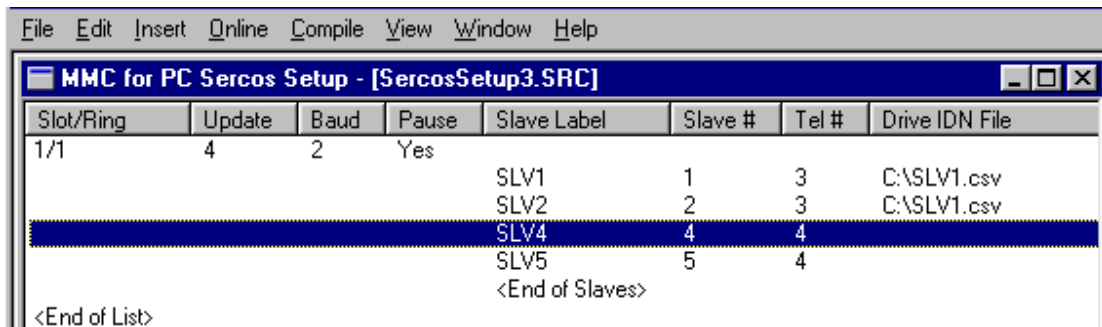 File Edit Insert Online Compile View Window Help
MMC for PC Sercos Setup - [SercosSetup3.SRC]
Slot/Ring Update Baud Pause Slave Label Slave # Tel # Drive IDN File
1/1 4 2 Yes
SLV1 1 3 C:\SLV1.csv
SLV2 2 3 C:\SLV1.csv
SLV4 4 4
SLV5 5 4
<End of Slaves>
<End of List>